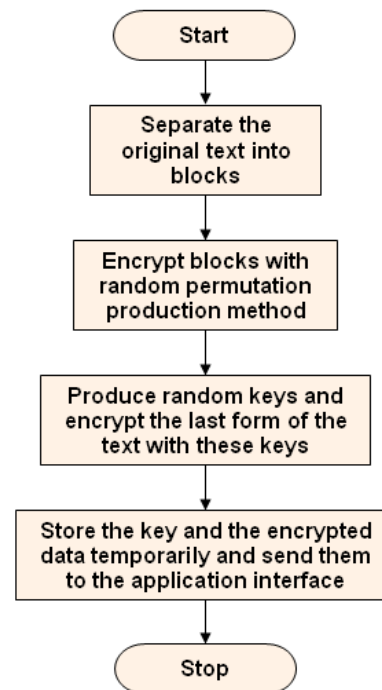 Start
Separate the
original text into
blocks
Encrypt blocks with
random permutation
production method
Produce random keys and
encrypt the last form of the
text with these keys
Store the key and the encrypted
data temporarily and send them
to the application interface
Stop